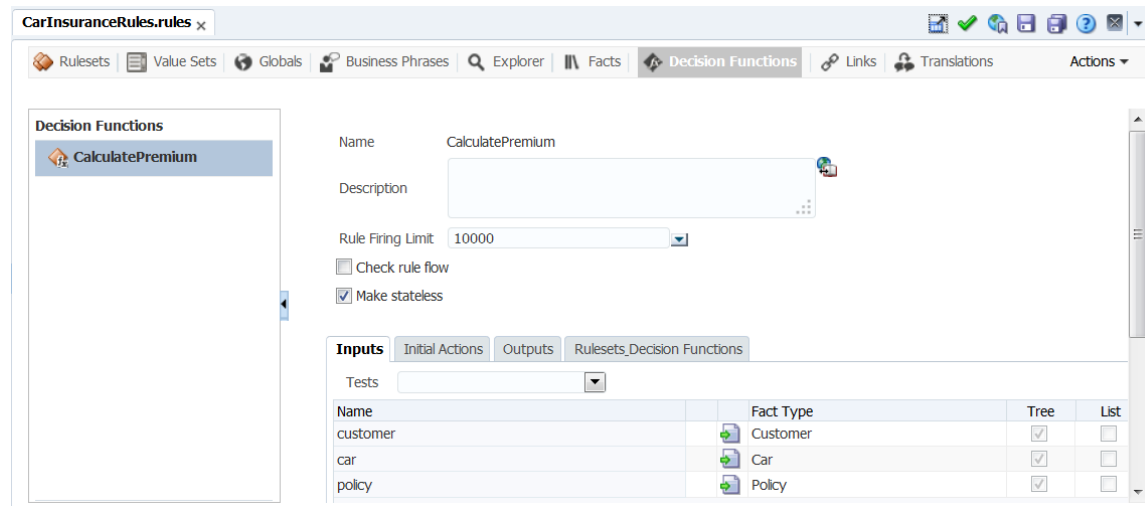 CarInsuranceRules.rules
Rulesets Value Sets Globals Business Phrases Explorer Facts Decision Functions Links Translations Actions
Decision Functions
CalculatePremium
Name CalculatePremium
Description
Rule Firing Limit 10000
Check rule flow
Make stateless
Inputs Initial Actions Outputs Rulesets_Decision Functions
Tests
Name Fact Type Tree List
customer Customer
car Car
policy Policy